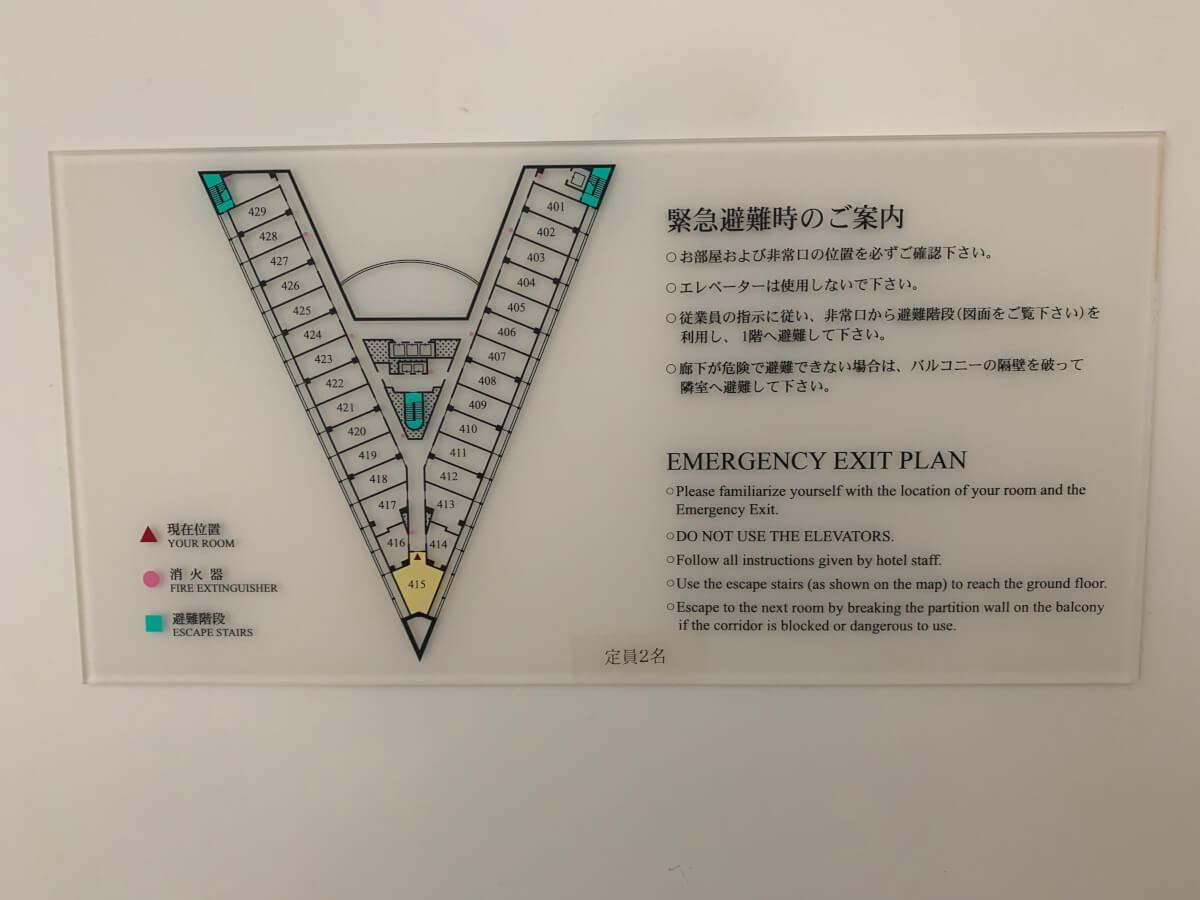 429
428
427
426
425
424
423
422
421
420
419
418
417
416
415
401
402
403
404
405
406
407
408
409
410
411
412
413
414
現在位置
YOUR ROOM
消火器
FIRE EXTINGUISHER
避難階段
ESCAPE STAIRS
緊急避難時のご案内
○お部屋および非常口の位置を必ずご確認下さい。
○エレベーターは使用しないで下さい。
○従業員の指示に従い、非常口から避難階段(図面をご覧下さい)を
利用し、1階へ避難して下さい。
○廊下が危険で避難できない場合は、バルコニーの隔壁を破って
隣室へ避難して下さい。
EMERGENCY EXIT PLAN
○Please familiarize yourself with the location of your room and the
Emergency Exit.
○DO NOT USE THE ELEVATORS.
○Follow all instructions given by hotel staff.
○Use the escape stairs (as shown on the map) to reach the ground floor.
○Escape to the next room by breaking the partition wall on the balcony
if the corridor is blocked or dangerous to use.
定員2名